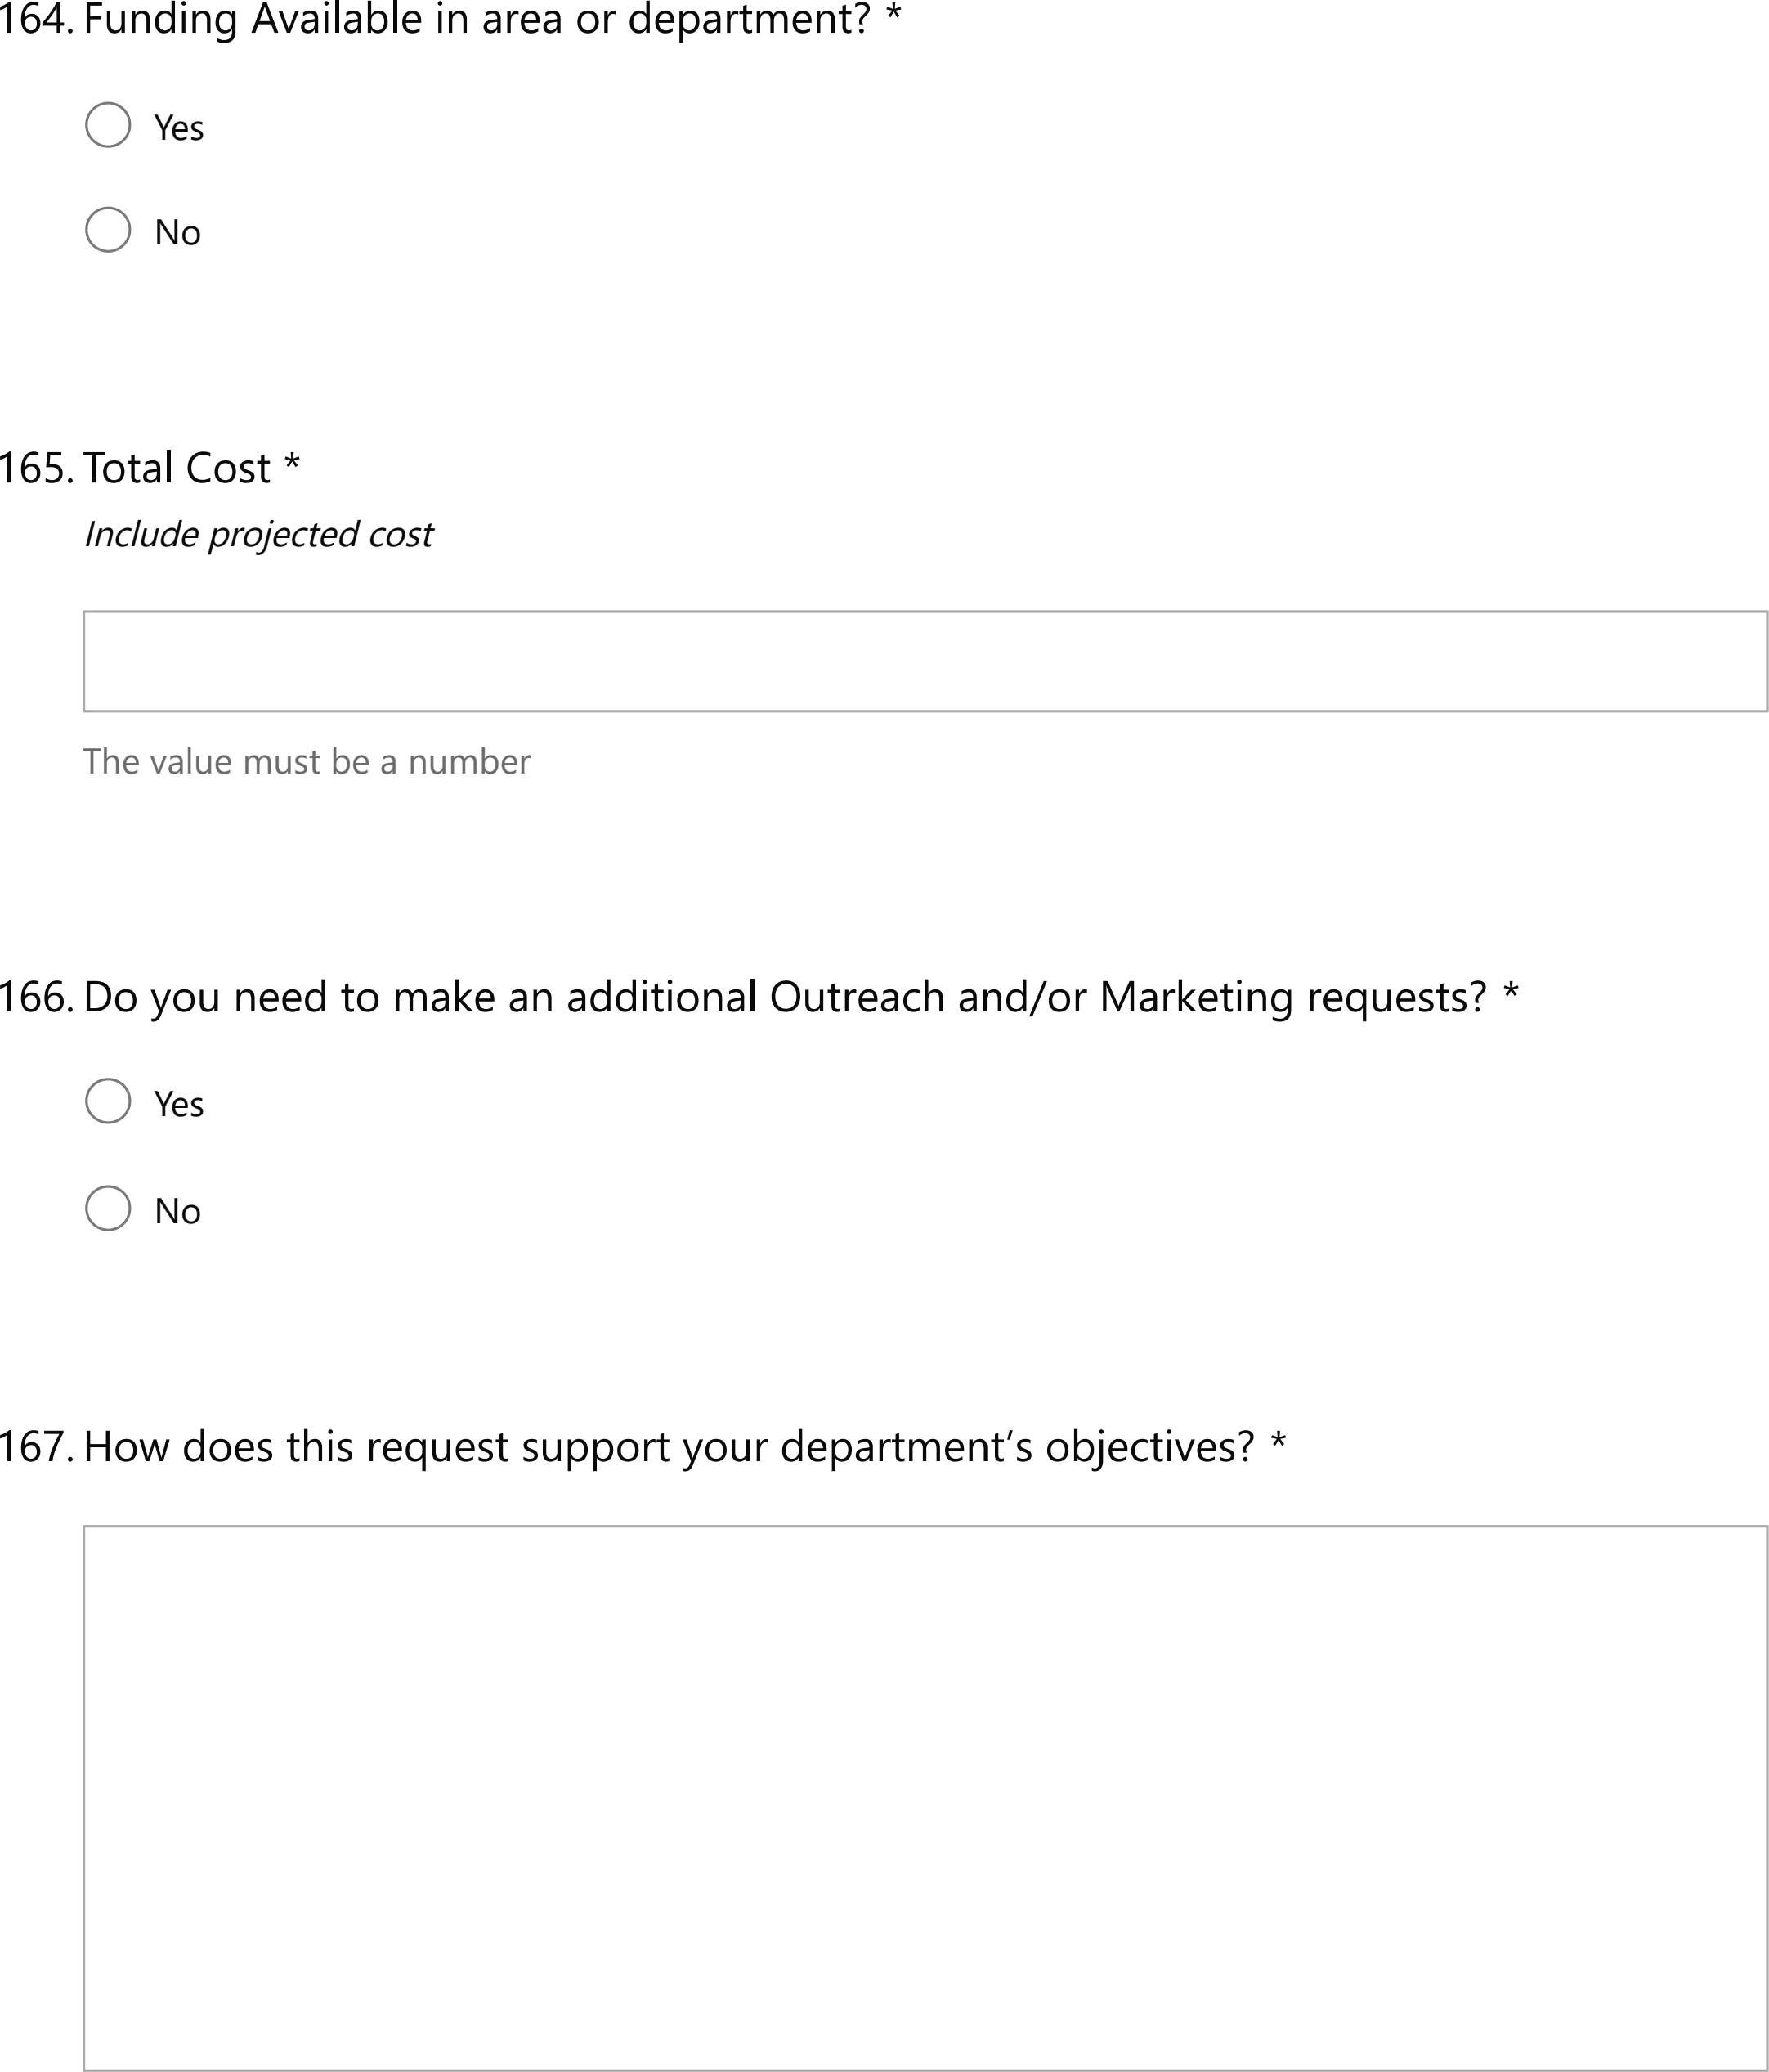 164. Funding Available in area or department? *
Yes
No
165. Total Cost *
Include projected cost
The value must be a number
166. Do you need to make an additional Outreach and/or Marketing requests? *
Yes
No
167. How does this request support your department's objectives? *